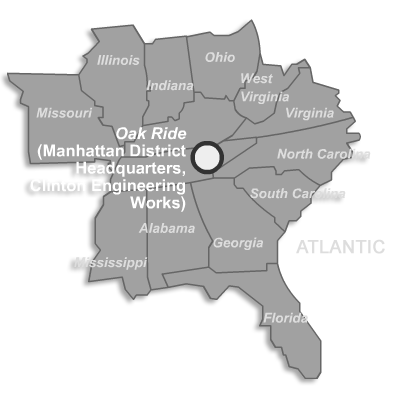 Ohio
Illinois
West
Virginia
Indiana
Missouri
Virginia
Oak Ride
(Manhattan District
Headquarters,
Clinton Engineering
Works)
North Carolina
South Carolina
Alabama
Georgia
ATLANTIC
Mississippi
Florida